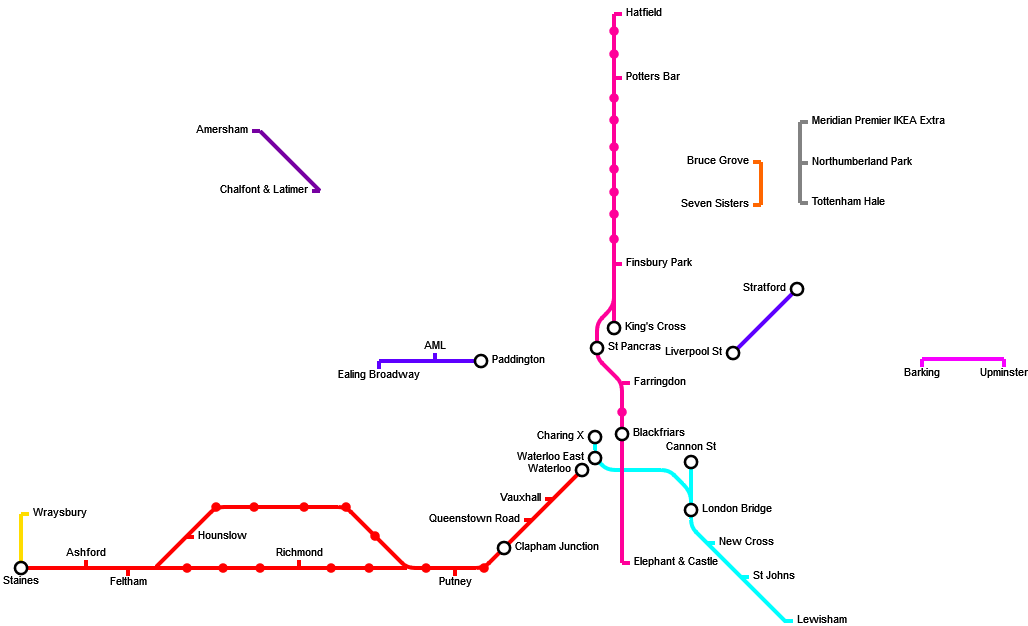 Hatfield
Potters Bar
Meridian Premier IKEA Extra
Amersham
Bruce Grove
Northumberland Park
Chalfont & Latimer
Seven Sisters
Tottenham Hale
Finsbury Park
Stratford
King's Cross
St Pancras
Liverpool St
AML
Paddington
Ealing Broadway
Barking
Upminster
Farringdon
Charing X
Blackfriars
Cannon St
Waterloo East
Waterloo
Vauxhall
London Bridge
Wraysbury
Queenstown Road
Hounslow
New Cross
Clapham Junction
Ashford
Richmond
Elephant & Castle
St Johns
Staines
Feltham
Putney
Lewisham